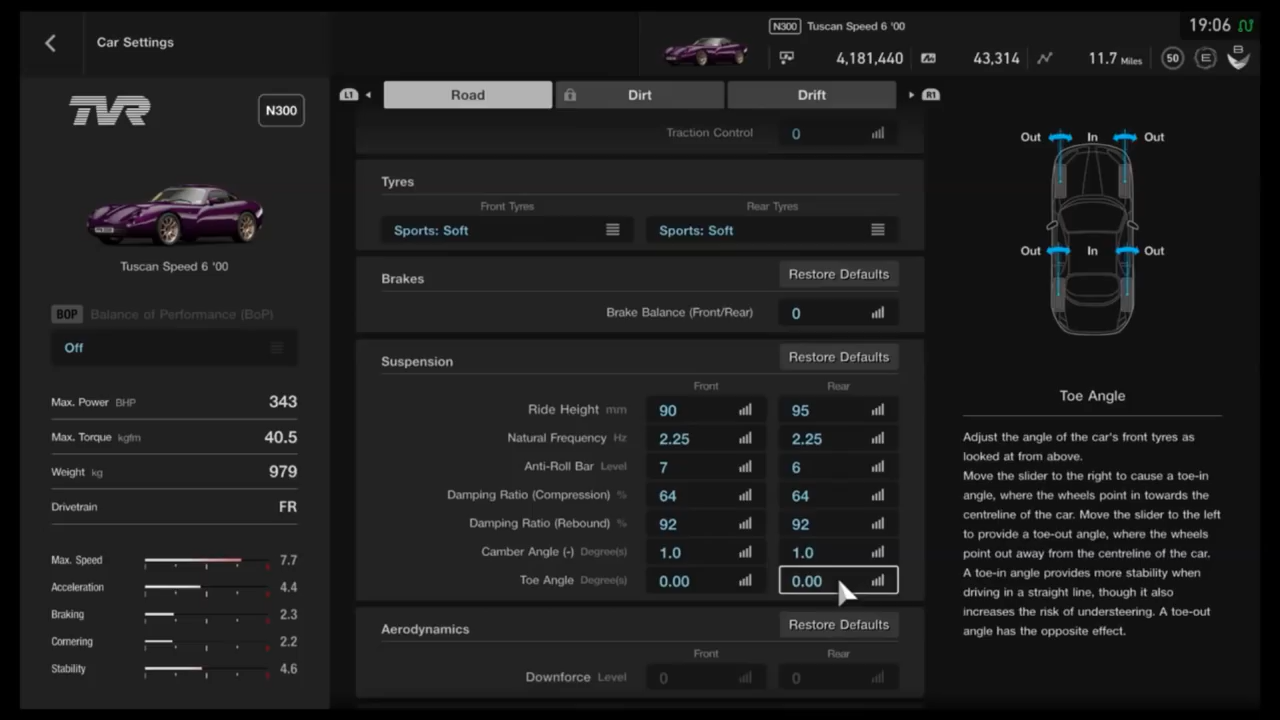 Car Settings
N300 Tuscan Speed 6 '00
4,181,440
43,314
11.7 Miles
50
E
B
19:06
TVR
N300
Tuscan Speed 6 '00
BOP Balance of Performance (BoP)
Off
Max. Power BHP 343
Max. Torque kgfm 40.5
Weight kg 979
Drivetrain FR
Max. Speed 7.7
Acceleration 4.4
Braking 2.3
Cornering 2.2
Stability 4.6
L1 Road Dirt Drift R1
Traction Control 0
Tyres
Front Tyres Rear Tyres
Sports: Soft Sports: Soft
Brakes Restore Defaults
Brake Balance (Front/Rear) 0
Suspension Restore Defaults
Front Rear
Ride Height mm 90 95
Natural Frequency Hz 2.25 2.25
Anti-Roll Bar Level 7 6
Damping Ratio (Compression) % 64 64
Damping Ratio (Rebound) % 92 92
Camber Angle (-) Degree(s) 1.0 1.0
Toe Angle Degree(s) 0.00 0.00
Aerodynamics Restore Defaults
Front Rear
Downforce Level 0 0
Out In Out
Out In Out
Toe Angle
Adjust the angle of the car's front tyres as
looked at from above.
Move the slider to the right to cause a toe-in
angle, where the wheels point in towards the
centreline of the car. Move the slider to the left
to provide a toe-out angle, where the wheels
point out away from the centreline of the car.
A toe-in angle provides more stability when
driving in a straight line, though it also
increases the risk of understeering. A toe-out
angle has the opposite effect.